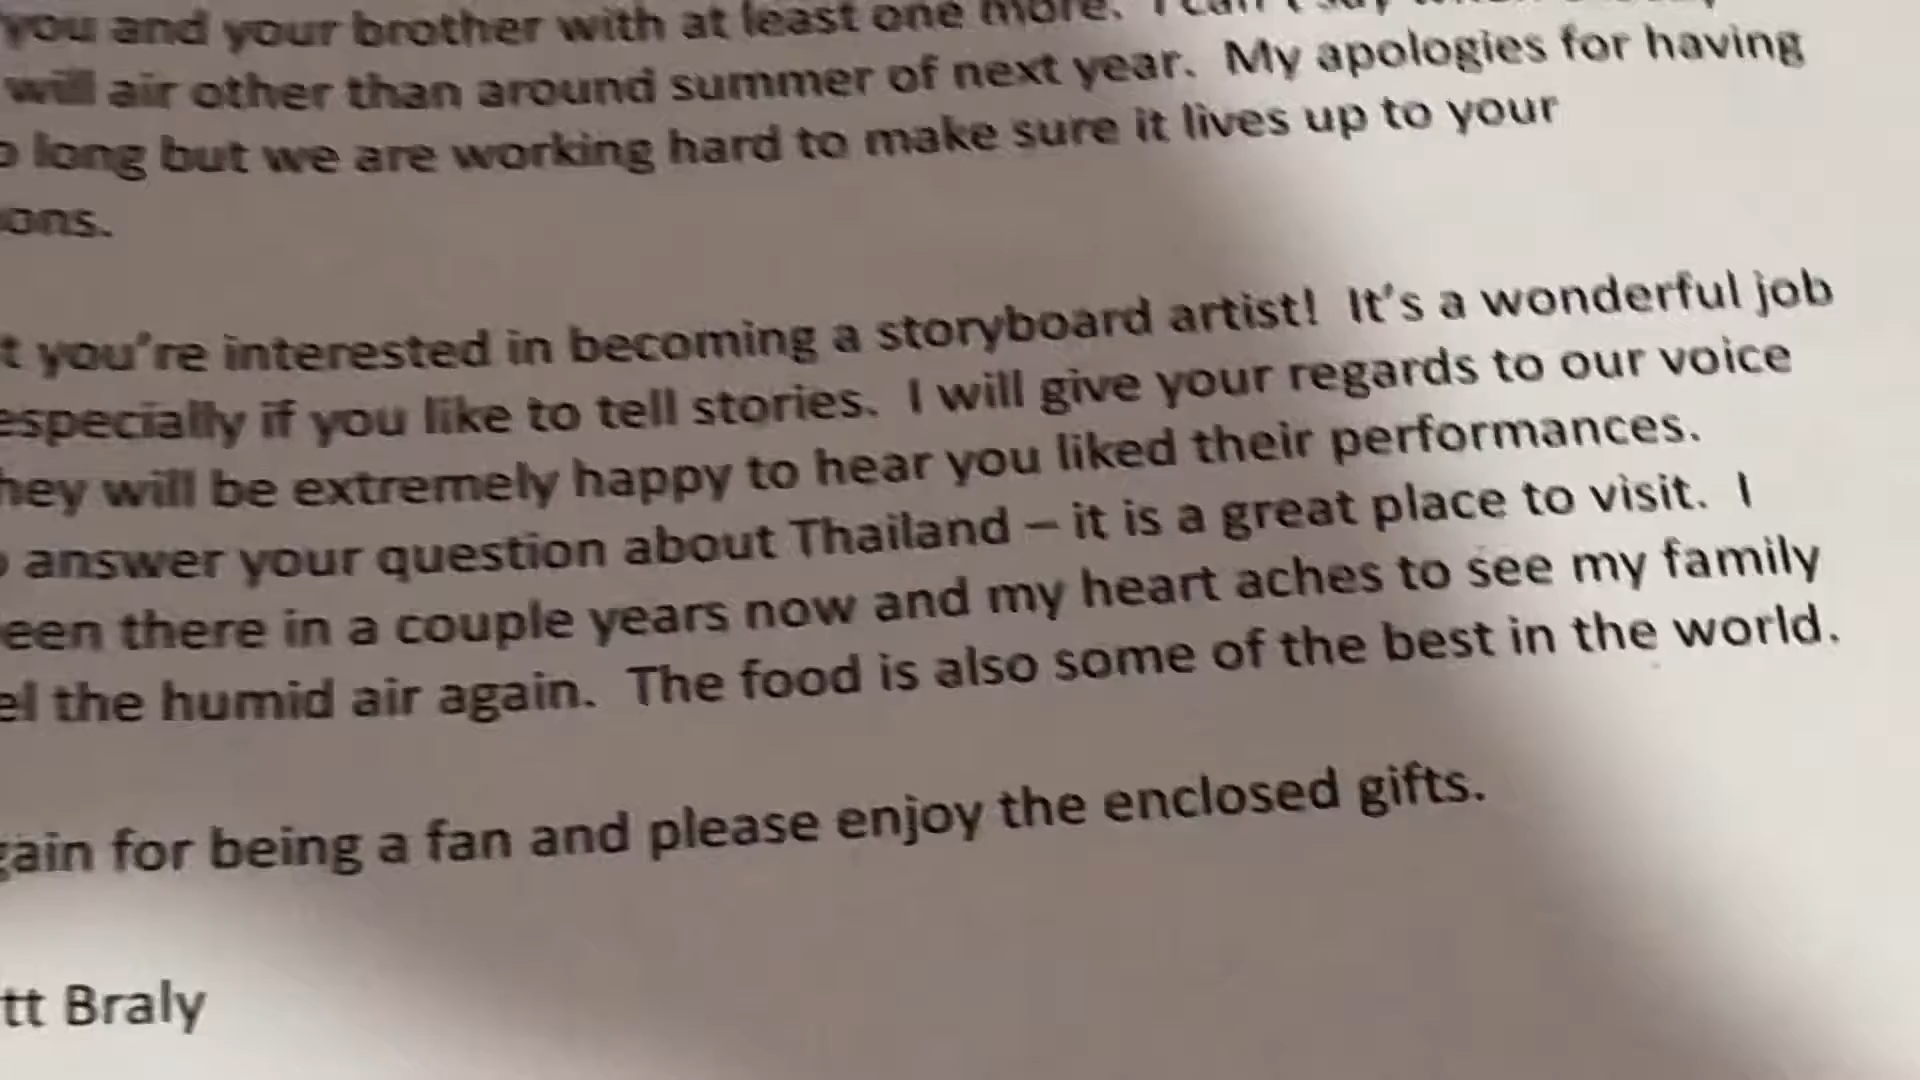 you and your brother with at least one more. I can't say when
will air other than around summer of next year. My apologies for having
long but we are working hard to make sure it lives up to your
ons.
t you're interested in becoming a storyboard artist! It's a wonderful job
especially if you like to tell stories. I will give your regards to our voice
hey will be extremely happy to hear you liked their performances.
answer your question about Thailand – it is a great place to visit. I
een there in a couple years now and my heart aches to see my family
el the humid air again. The food is also some of the best in the world.
gain for being a fan and please enjoy the enclosed gifts.
tt Braly